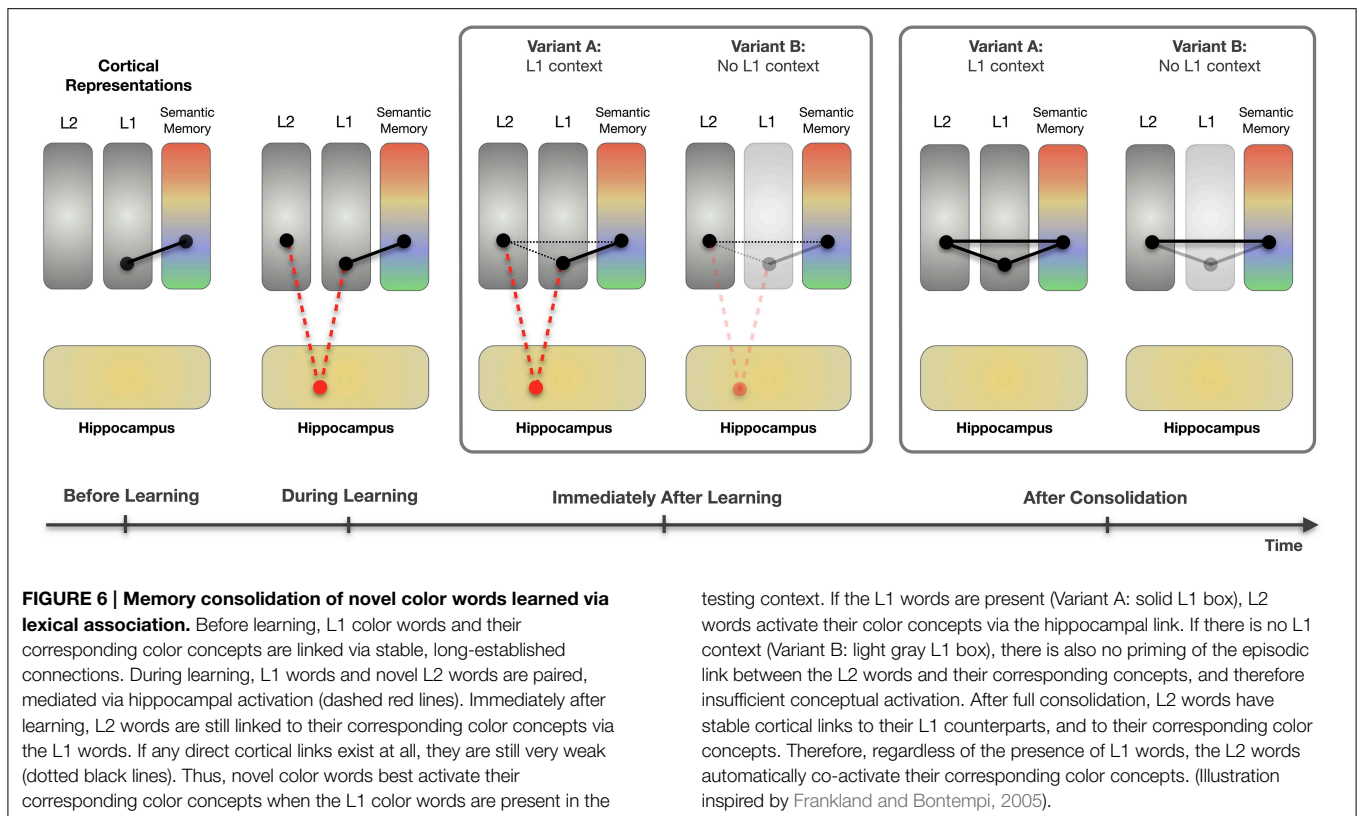 Variant A:
L1 context
Variant B:
No L1 context
Variant A:
L1 context
Variant B:
No L1 context
Cortical
Representations
L2
L1
Semantic
Memory
L2
L1
Semantic
Memory
L2
L1
Semantic
Memory
L2
L1
Semantic
Memory
L2
L1
Semantic
Memory
L2
L1
Semantic
Memory
Hippocampus
Hippocampus
Hippocampus
Hippocampus
Hippocampus
Hippocampus
Before Learning
During Learning
Immediately After Learning
After Consolidation
Time
FIGURE 6 | Memory consolidation of novel color words learned via
lexical association. Before learning, L1 color words and their
corresponding color concepts are linked via stable, long-established
connections. During learning, L1 words and novel L2 words are paired,
mediated via hippocampal activation (dashed red lines). Immediately after
learning, L2 words are still linked to their corresponding color concepts via
the L1 words. If any direct cortical links exist at all, they are still very weak
(dotted black lines). Thus, novel color words best activate their
corresponding color concepts when the L1 color words are present in the
testing context. If the L1 words are present (Variant A: solid L1 box), L2
words activate their color concepts via the hippocampal link. If there is no L1
context (Variant B: light gray L1 box), there is also no priming of the episodic
link between the L2 words and their corresponding concepts, and therefore
insufficient conceptual activation. After full consolidation, L2 words have
stable cortical links to their L1 counterparts, and to their corresponding color
concepts. Therefore, regardless of the presence of L1 words, the L2 words
automatically co-activate their corresponding color concepts. (Illustration
inspired by Frankland and Bontempi, 2005).